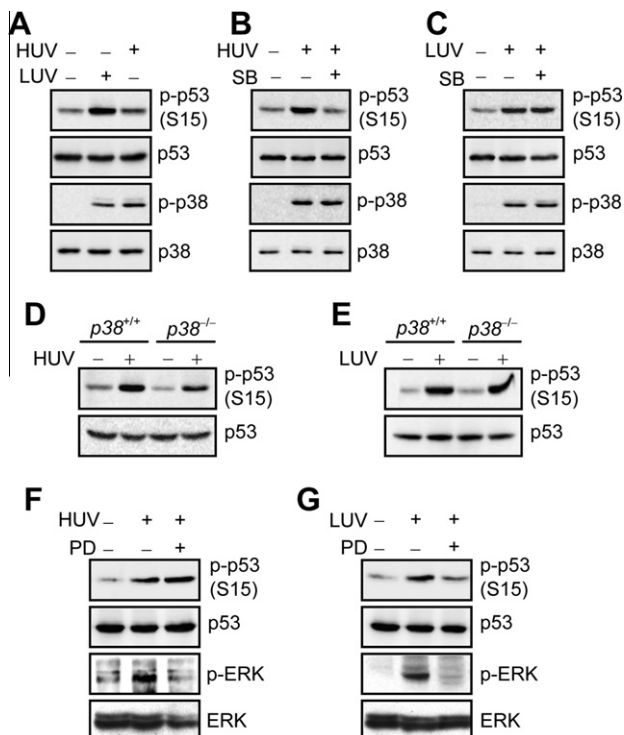 A
HUV – – +
LUV – + –
p-p53
(S15)
p53
p-p38
p38
B
HUV – + +
SB – – +
p-p53
(S15)
p53
p-p38
p38
C
LUV – + +
SB – – +
p-p53
(S15)
p53
p-p38
p38
D
p38+/+ p38–/–
HUV – + – +
p-p53
(S15)
p53
E
p38+/+ p38–/–
LUV – + – +
p-p53
(S15)
p53
F
HUV – + +
PD – – +
p-p53
(S15)
p53
p-ERK
ERK
G
LUV – + +
PD – – +
p-p53
(S15)
p53
p-ERK
ERK